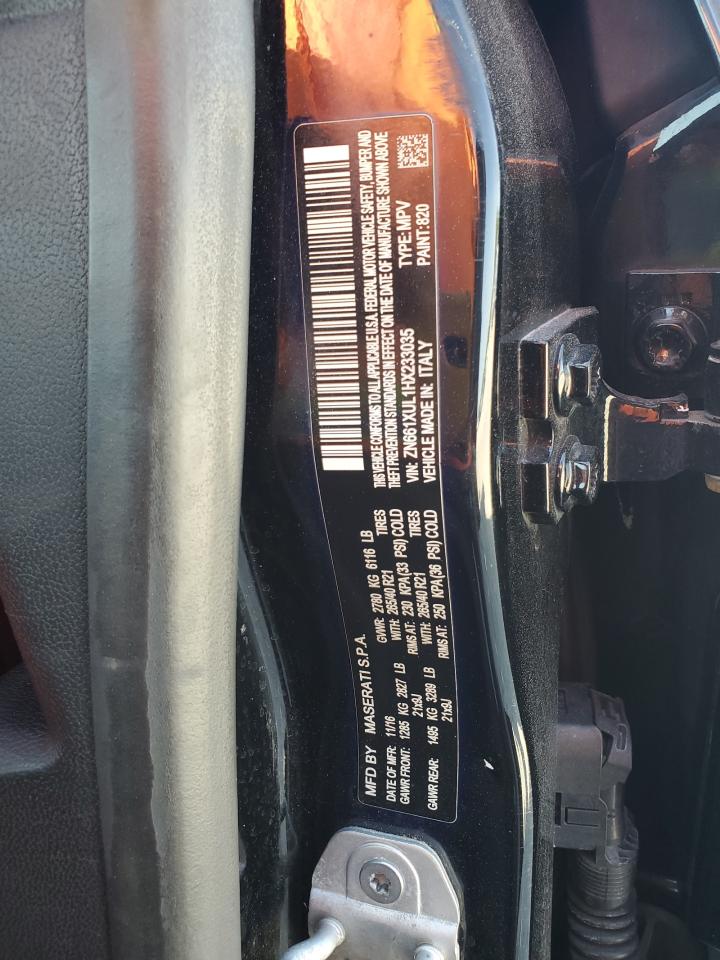 MFD BY MASERATI S.P.A.
DATE OF MFR: 11/16 GVWR: 2780 KG 6116 LB
GAWR FRONT: 1285 KG 2827 LB WITH: 265/40 R21 TIRES
21x9J RIMS AT: 230 KPA(33 PSI) COLD
GAWR REAR: 1495 KG 3289 LB WITH: 265/40 R21 TIRES
21x9J RIMS AT: 250 KPA(36 PSI) COLD
THIS VEHICLE CONFORMS TO ALL APPLICABLE U.S.A. FEDERAL MOTOR VEHICLE SAFETY, BUMPER AND
THEFT PREVENTION STANDARDS IN EFFECT ON THE DATE OF MANUFACTURE SHOWN ABOVE
VIN: ZN661XUL1HX233035 TYPE: MPV
VEHICLE MADE IN: ITALY PAINT: 820